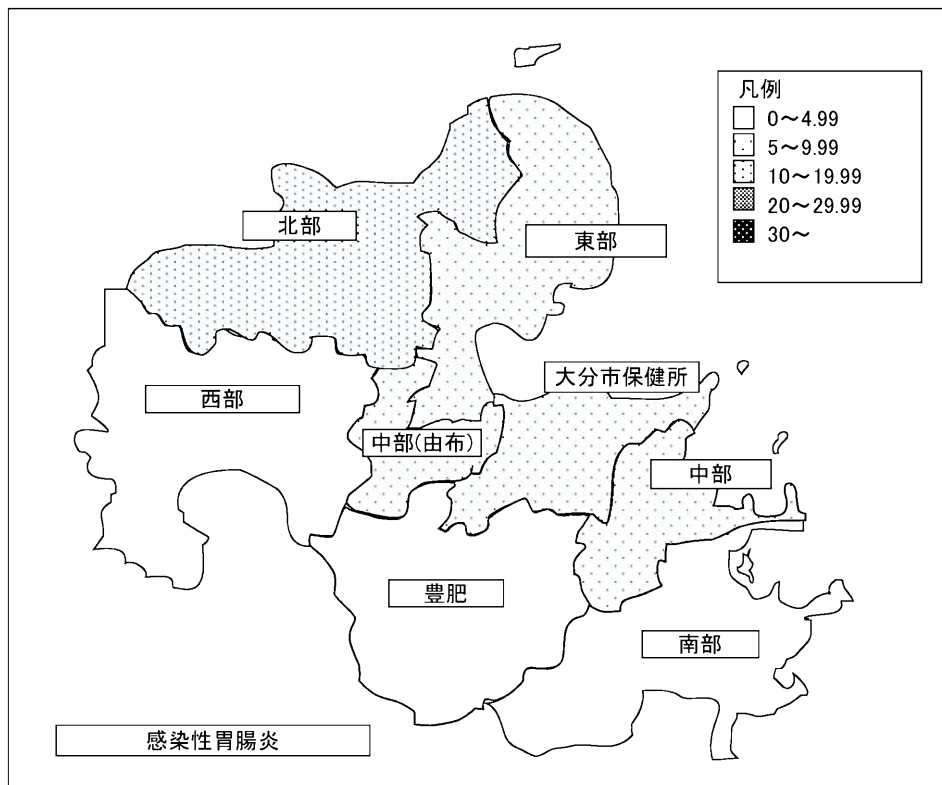 凡例
0～4.99
5～9.99
10～19.99
20～29.99
30～
北部
東部
大分市保健所
西部
中部(由布)
中部
豊肥
南部
感染性胃腸炎